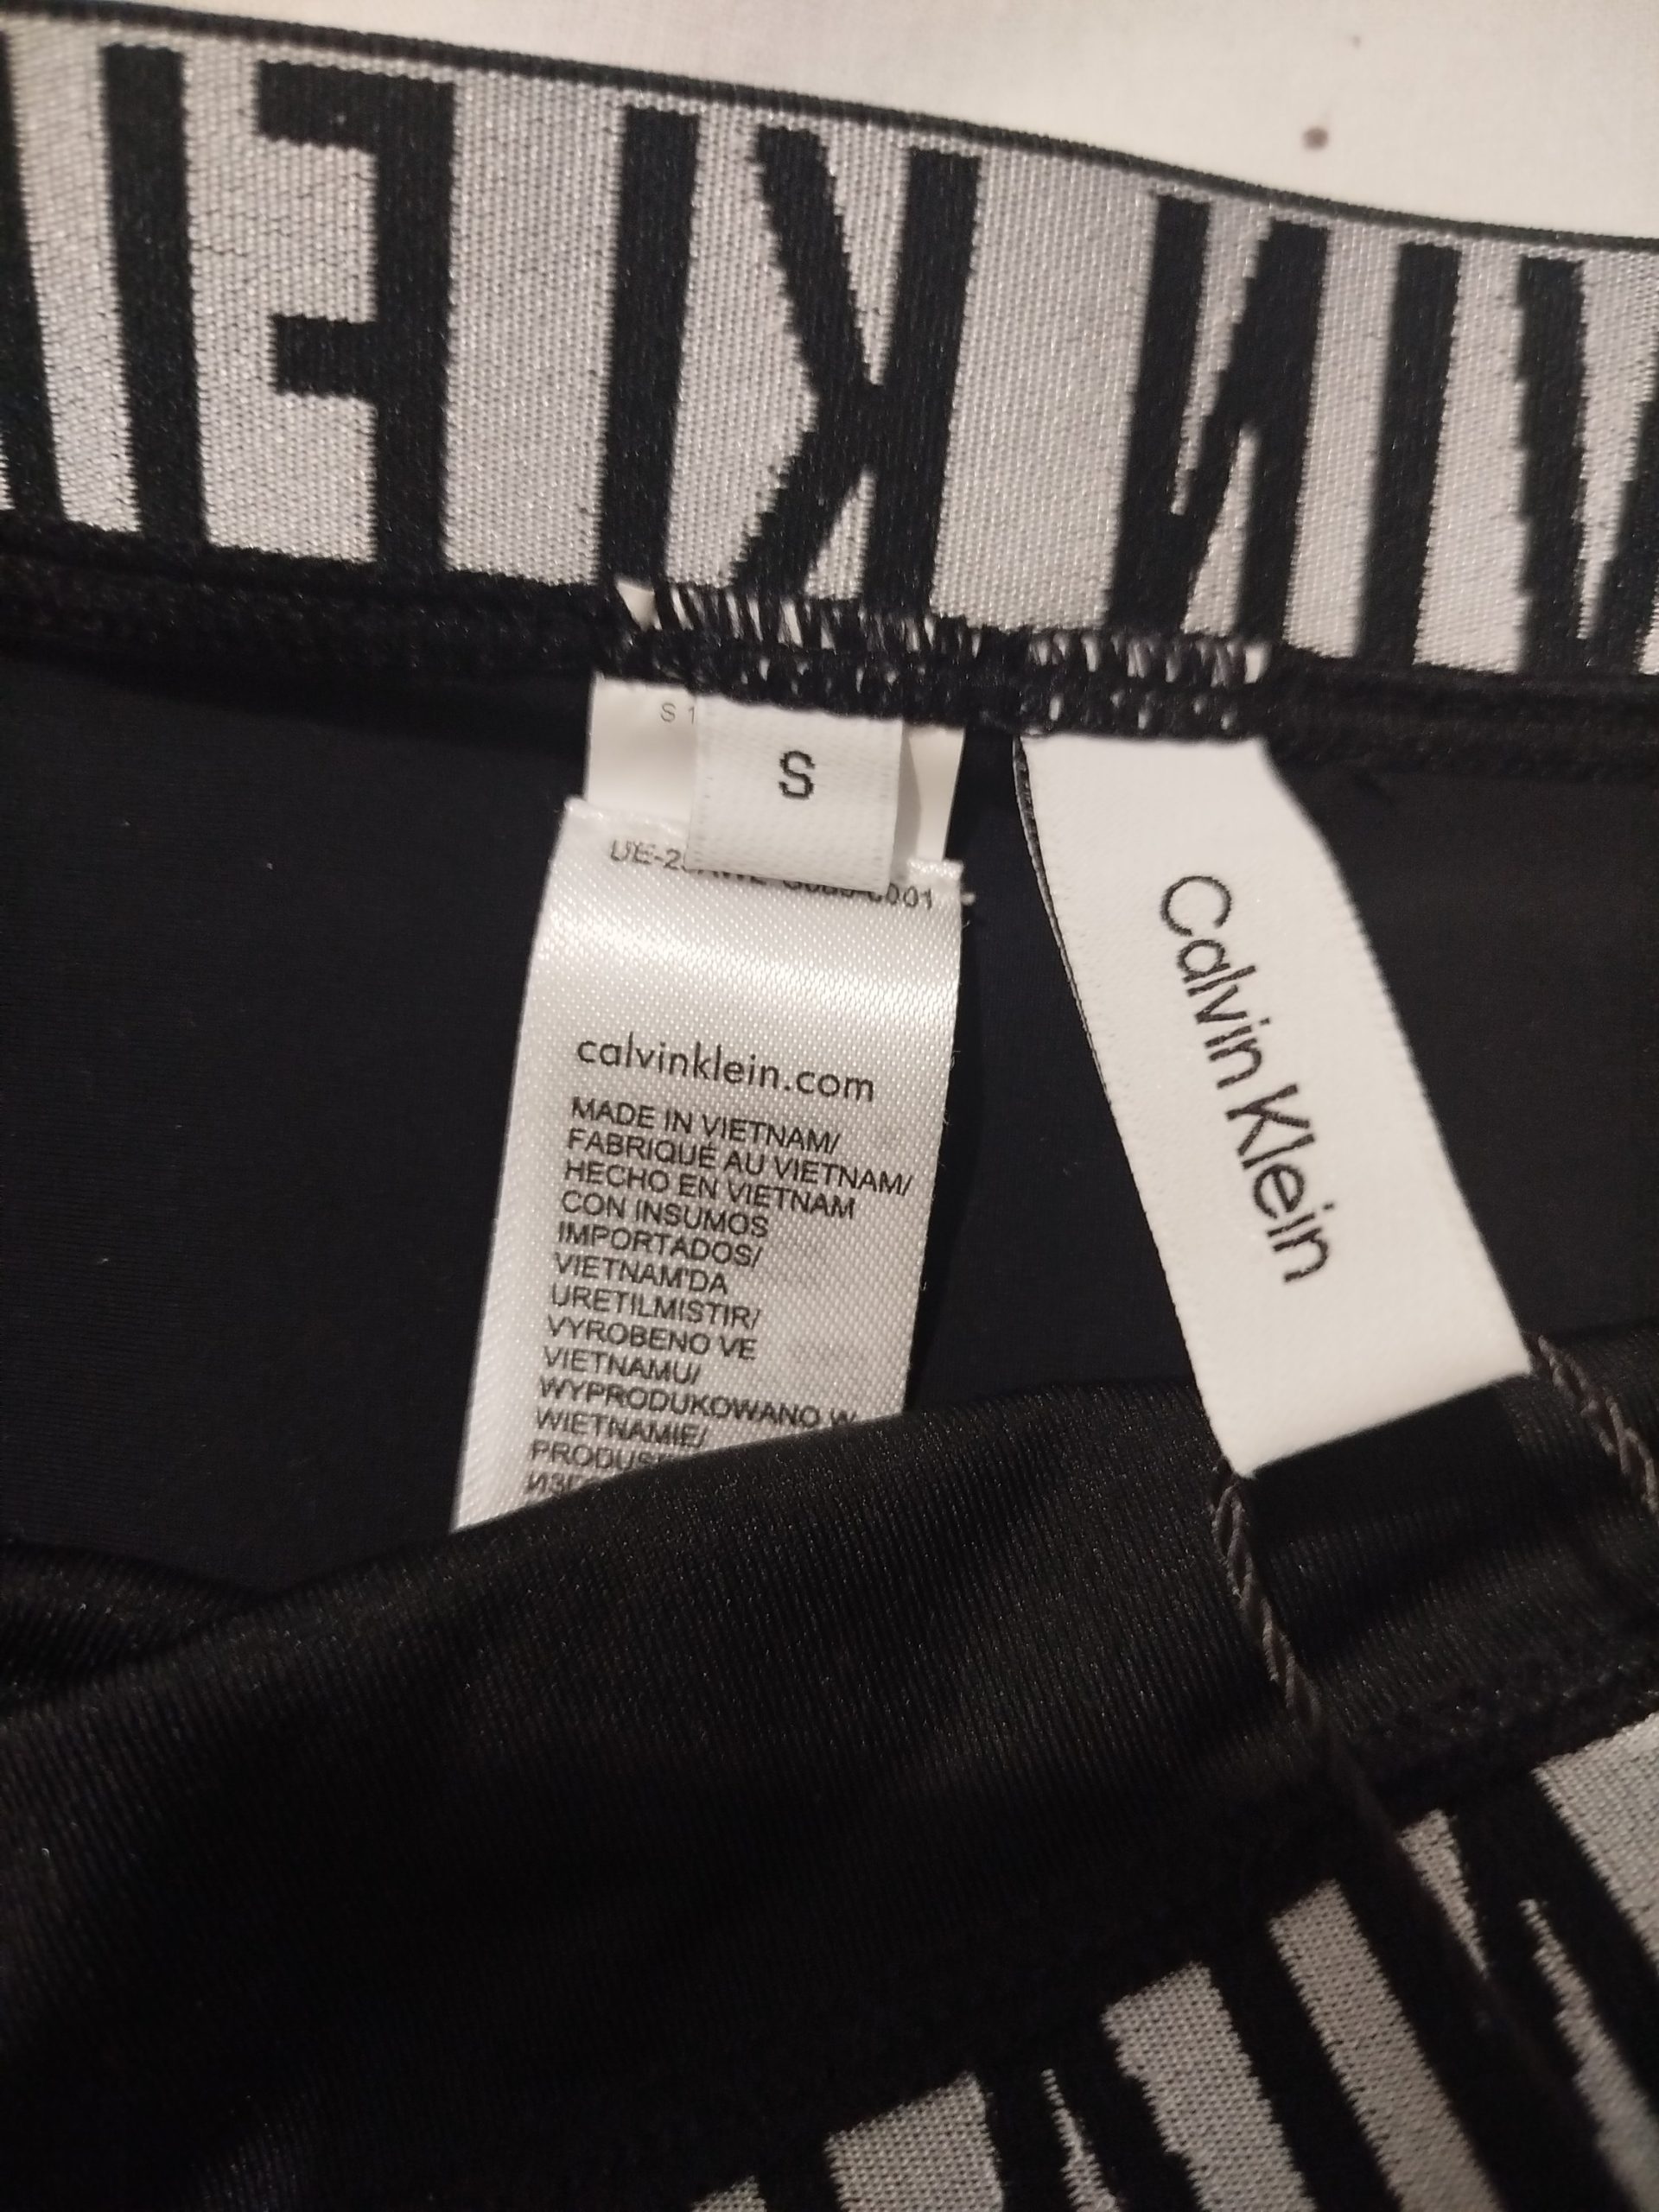 S 1
S
calvinklein.com
MADE IN VIETNAM/
FABRIQUÉ AU VIETNAM/
HECHO EN VIETNAM
CON INSUMOS
IMPORTADOS/
VIETNAM'DA
URETILMISTIR/
VYROBENO VE
VIETNAMU/
WYPRODUKOWANO W
WIETNAMIE/
Calvin Klein